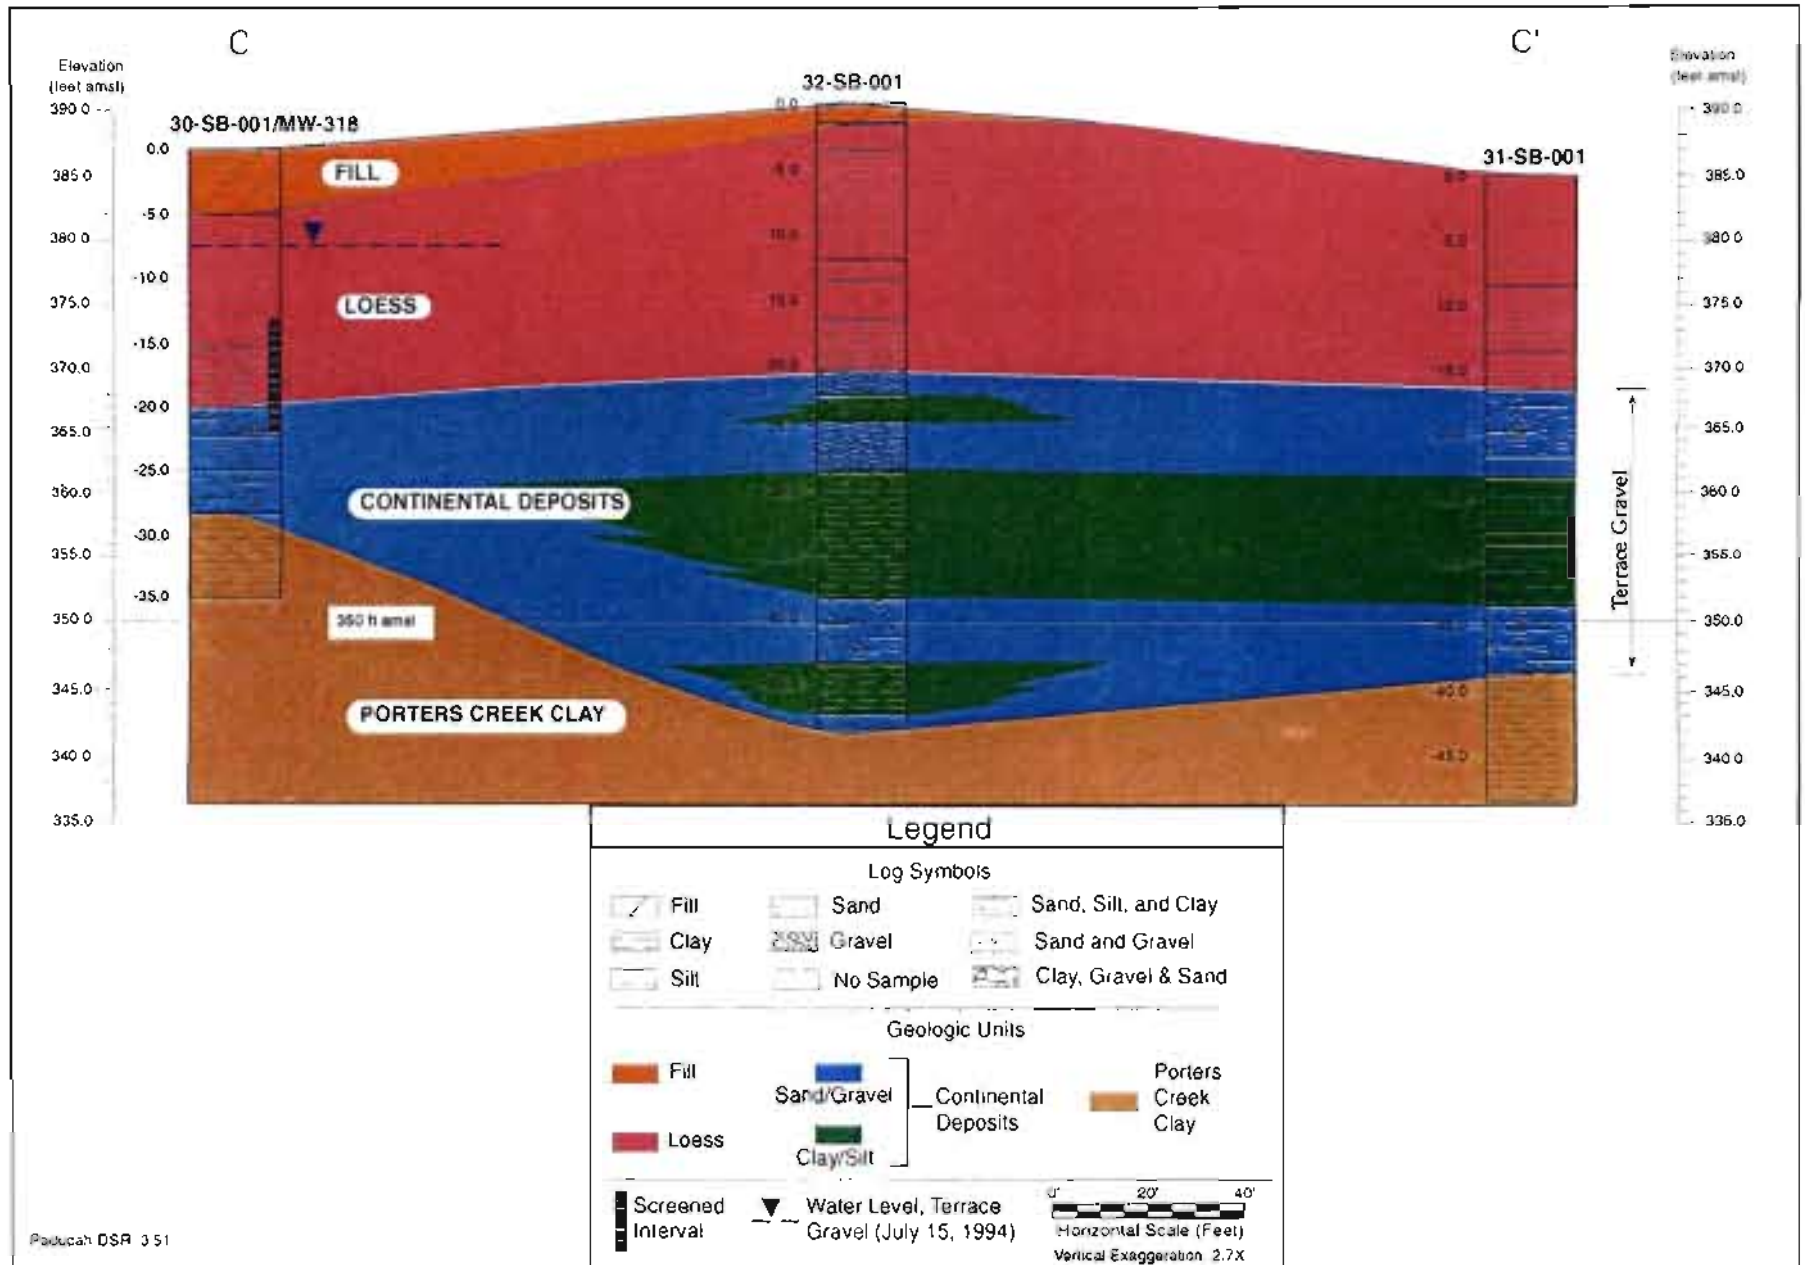 C
C'
Elevation
(feet amsl)
Elevation
(feet amsl)
32-SB-001
30-SB-001/MW-318
31-SB-001
390.0
385.0
380.0
375.0
370.0
365.0
360.0
355.0
350.0
345.0
340.0
335.0
0.0
-5.0
-10.0
-15.0
-20.0
-25.0
-30.0
-35.0
FILL
LOESS
CONTINENTAL DEPOSITS
PORTERS CREEK CLAY
0.0
10.0
-40.0
-45.0
Terrace Gravel
390.0
385.0
380.0
375.0
370.0
365.0
360.0
355.0
350.0
345.0
340.0
335.0
Legend
Log Symbols
Fill
Sand
Sand, Silt, and Clay
Clay
Gravel
Sand and Gravel
Silt
No Sample
Clay, Gravel & Sand
Geologic Units
Fill
Sand/Gravel
Loess
Clay/Silt
Continental
Deposits
Porters
Creek
Clay
Screened
Interval
Water Level, Terrace
Gravel (July 15, 1994)
0' 20' 40'
Horizontal Scale (Feet)
Vertical Exaggeration 2.7X
Paducah DSR 3 51